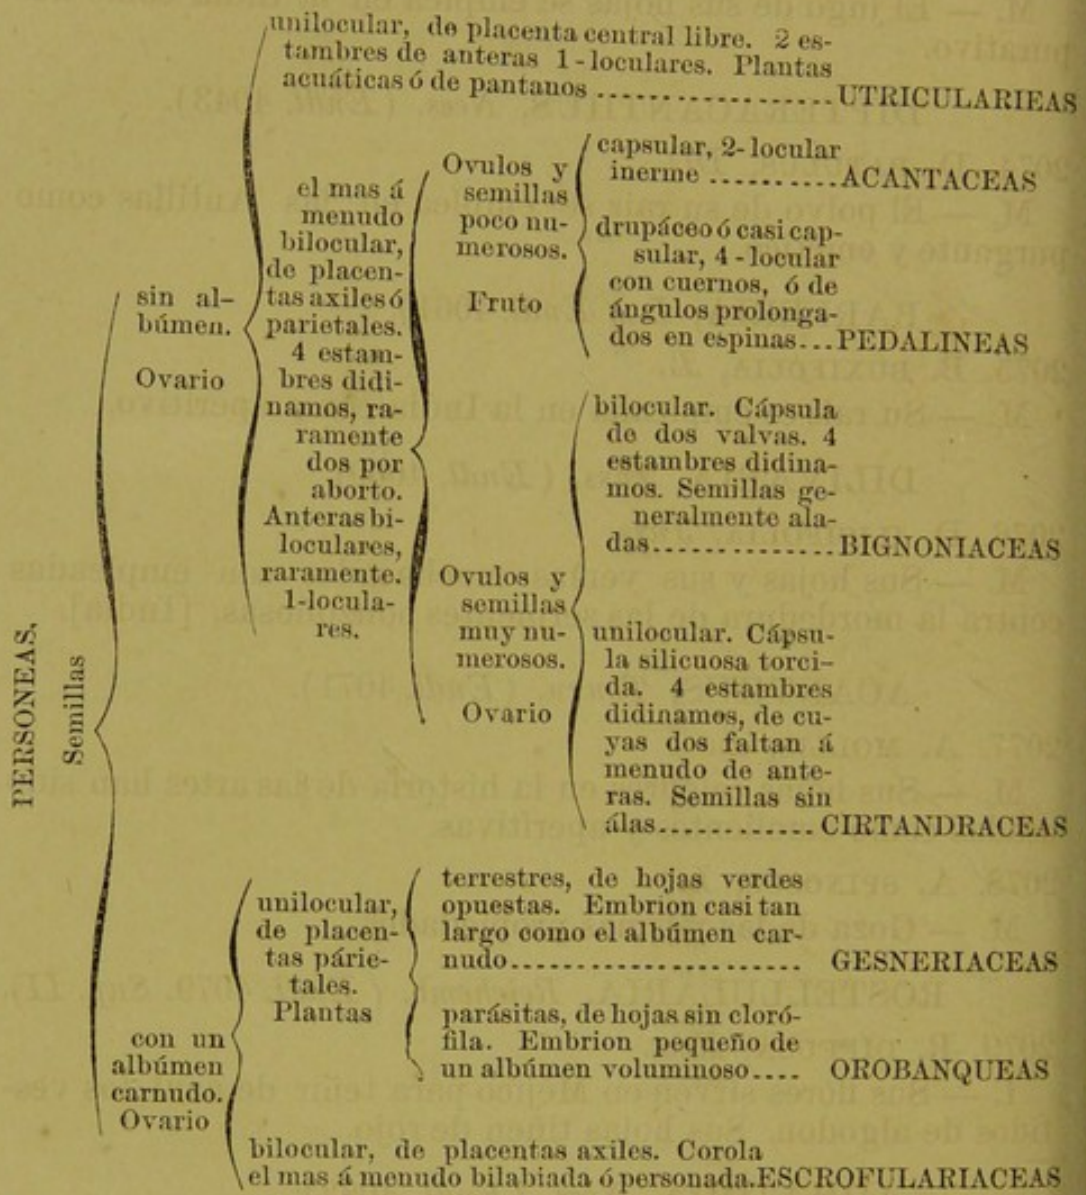 PERSONEAS.
Semillas
sin al-
búmen.
Ovario
unilocular, de placenta central libre. 2 es-
tambres de anteras 1-loculares. Plantas
acuáticas ó de pantanos ..................UTRICULARIEAS
el mas á
menudo
bilocular,
de placen-
tas axiles ó
parietales.
4 estam-
bres didi-
namos, ra-
ramente
dos por
aborto.
Anteras bi-
loculares,
raramente.
1-locula-
res.
Ovulos y
semillas
poco nu-
merosos.
Fruto
capsular, 2-locular
inerme ..........ACANTACEAS
drupáceo ó casi cap-
sular, 4-locular
con cuernos, ó de
ángulos prolonga-
dos en espinas...PEDALINEAS
Ovulos y
semillas
muy nu-
merosos.
Ovario
bilocular. Cápsula
de dos valvas. 4
estambres didina-
mos. Semillas ge-
neralmente ala-
das..............BIGNONIACEAS
unilocular. Cápsu-
la silicuosa torci-
da. 4 estambres
didinamos, de cu-
yas dos faltan á
menudo de ante-
ras. Semillas sin
álas............ CIRTANDRACEAS
con un
albúmen
carnudo.
Ovario
unilocular,
de placen-
tas párie-
tales.
Plantas
terrestres, de hojas verdes
opuestas. Embrion casi tan
largo como el albúmen car-
nudo...................... GESNERIACEAS
parásitas, de hojas sin cloró-
fila. Embrion pequeño de
un albúmen voluminoso.... OROBANQUEAS
bilocular, de placentas axiles. Corola
el mas á menudo bilabiada ó personada.ESCROFULARIACEAS